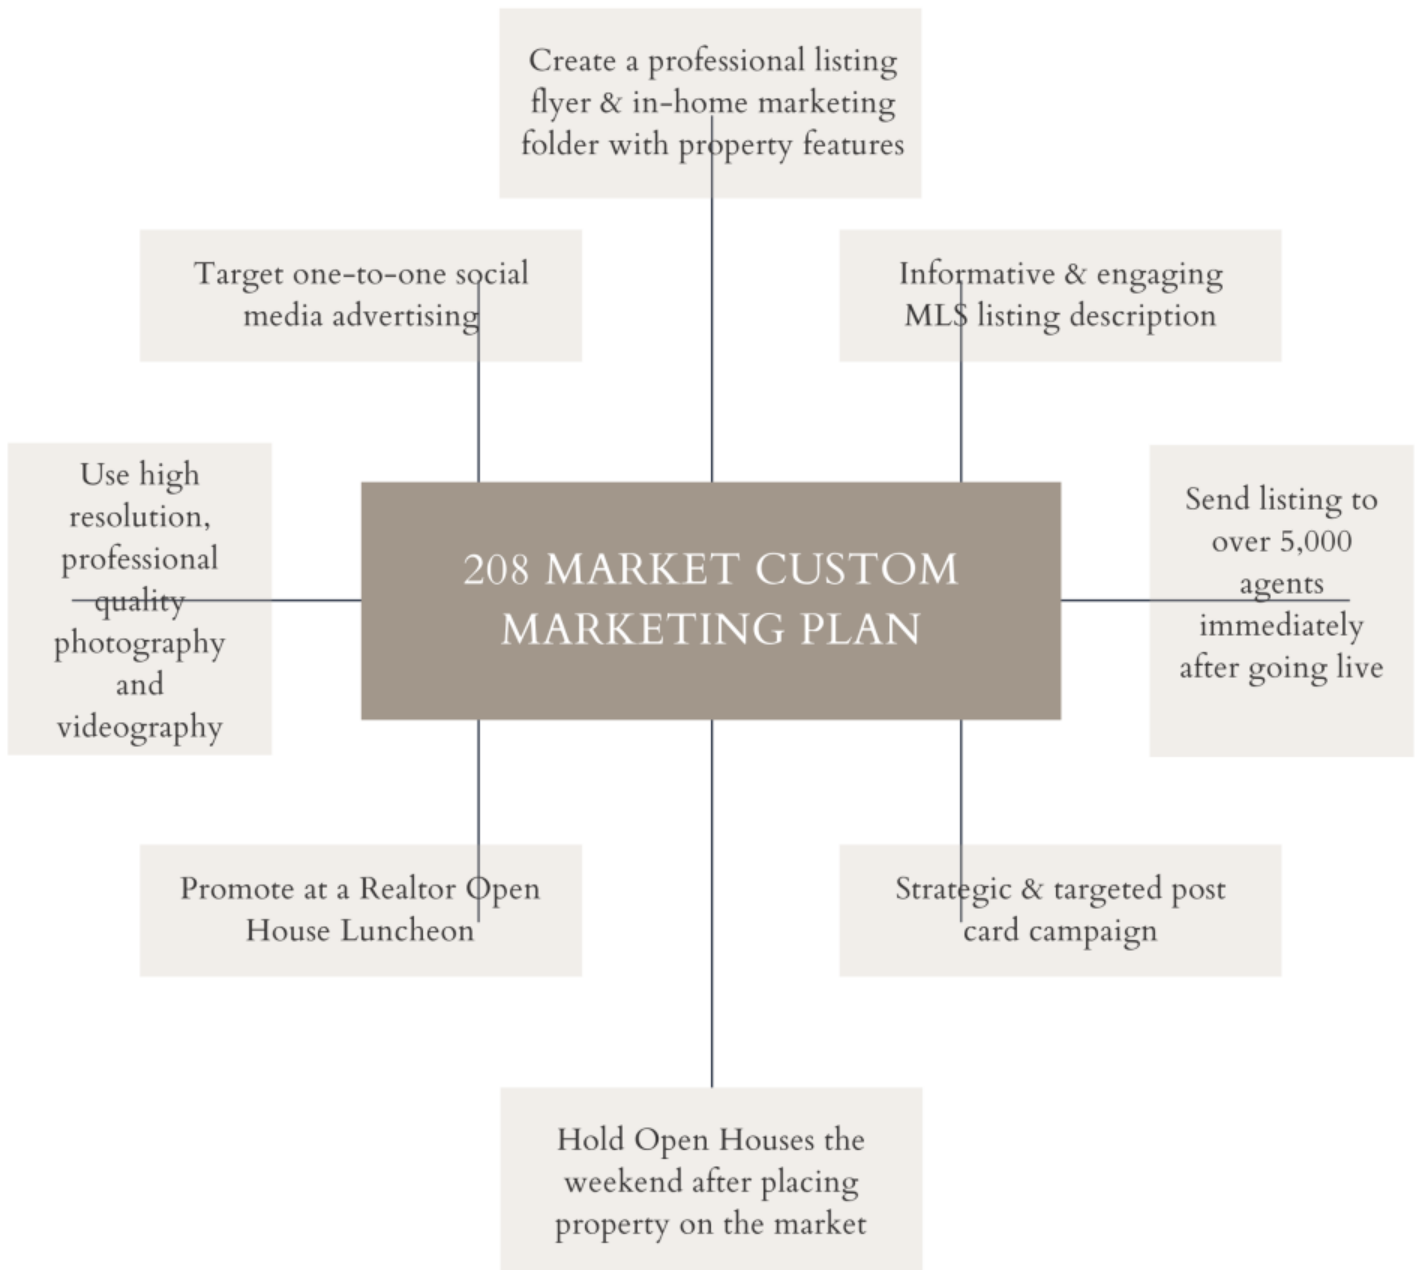 Create a professional listing
flyer & in-home marketing
folder with property features
Target one-to-one social
media advertising
Informative & engaging
MLS listing description
Use high
resolution,
professional
quality
photography
and
videography
208 MARKET CUSTOM
MARKETING PLAN
Send listing to
over 5,000
agents
immediately
after going live
Promote at a Realtor Open
House Luncheon
Strategic & targeted post
card campaign
Hold Open Houses the
weekend after placing
property on the market